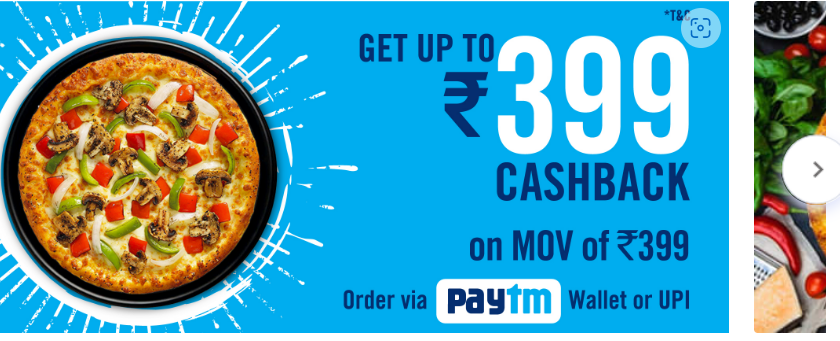 *T&C
GET UP TO
₹399
CASHBACK
on MOV of ₹399
Order via paytm Wallet or UPI